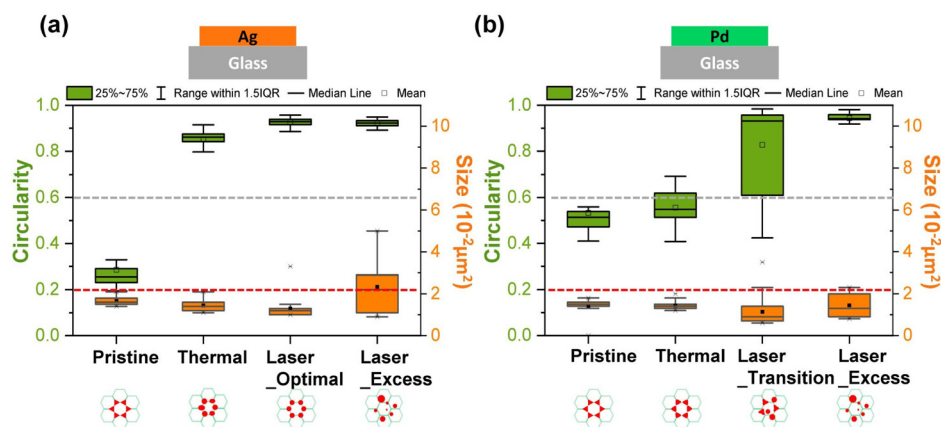 (a)
Ag
Glass
25%~75% Range within 1.5IQR Median Line Mean
1.0
0.8
0.6
0.4
0.2
0.0
Circularity
10
8
6
4
2
0
Size (10⁻²μm²)
Pristine Thermal Laser Laser
_Optimal _Excess
(b)
Pd
Glass
25%~75% Range within 1.5IQR Median Line Mean
1.0
0.8
0.6
0.4
0.2
0.0
Circularity
10
8
6
4
2
0
Size (10⁻²μm²)
Pristine Thermal Laser Laser
_Transition _Excess